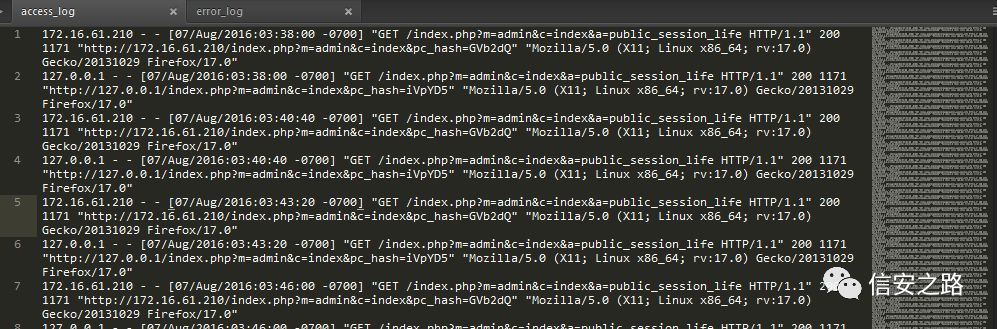 access_log × error_log ×
1 172.16.61.210 - - [07/Aug/2016:03:38:00 -0700] "GET /index.php?m=admin&c=index&a=public_session_life HTTP/1.1" 200
1171 "http://172.16.61.210/index.php?m=admin&c=index&pc_hash=GVb2dQ" "Mozilla/5.0 (X11; Linux x86_64; rv:17.0)
Gecko/20131029 Firefox/17.0"
2 127.0.0.1 - - [07/Aug/2016:03:38:00 -0700] "GET /index.php?m=admin&c=index&a=public_session_life HTTP/1.1" 200 1171
"http://127.0.0.1/index.php?m=admin&c=index&pc_hash=iVpYD5" "Mozilla/5.0 (X11; Linux x86_64; rv:17.0) Gecko/20131029
Firefox/17.0"
3 172.16.61.210 - - [07/Aug/2016:03:40:40 -0700] "GET /index.php?m=admin&c=index&a=public_session_life HTTP/1.1" 200
1171 "http://172.16.61.210/index.php?m=admin&c=index&pc_hash=GVb2dQ" "Mozilla/5.0 (X11; Linux x86_64; rv:17.0)
Gecko/20131029 Firefox/17.0"
4 127.0.0.1 - - [07/Aug/2016:03:40:40 -0700] "GET /index.php?m=admin&c=index&a=public_session_life HTTP/1.1" 200 1171
"http://127.0.0.1/index.php?m=admin&c=index&pc_hash=iVpYD5" "Mozilla/5.0 (X11; Linux x86_64; rv:17.0) Gecko/20131029
Firefox/17.0"
5 172.16.61.210 - - [07/Aug/2016:03:43:20 -0700] "GET /index.php?m=admin&c=index&a=public_session_life HTTP/1.1" 200
1171 "http://172.16.61.210/index.php?m=admin&c=index&pc_hash=GVb2dQ" "Mozilla/5.0 (X11; Linux x86_64; rv:17.0)
Gecko/20131029 Firefox/17.0"
6 127.0.0.1 - - [07/Aug/2016:03:43:20 -0700] "GET /index.php?m=admin&c=index&a=public_session_life HTTP/1.1" 200 1171
"http://127.0.0.1/index.php?m=admin&c=index&pc_hash=iVpYD5" "Mozilla/5.0 (X11; Linux x86_64; rv:17.0) Gecko/20131029
Firefox/17.0"
7 172.16.61.210 - - [07/Aug/2016:03:46:00 -0700] "GET /index.php?m=admin&c=index&a=public_session_life HTTP/1.1"
1171 "http://172.16.61.210/index.php?m=admin&c=index&pc_hash=GVb2dQ" "Mozilla/5.0 (X11; Linux x86_64; rv:17.0)
Gecko/20131029 Firefox/17.0"
8 127.0.0.1 - - [07/Aug/2016:03:46:00 -0700] "GET /index.php?m=admin&c=index&a=public_session_life HTTP/1.1" 200 1171
信安之路